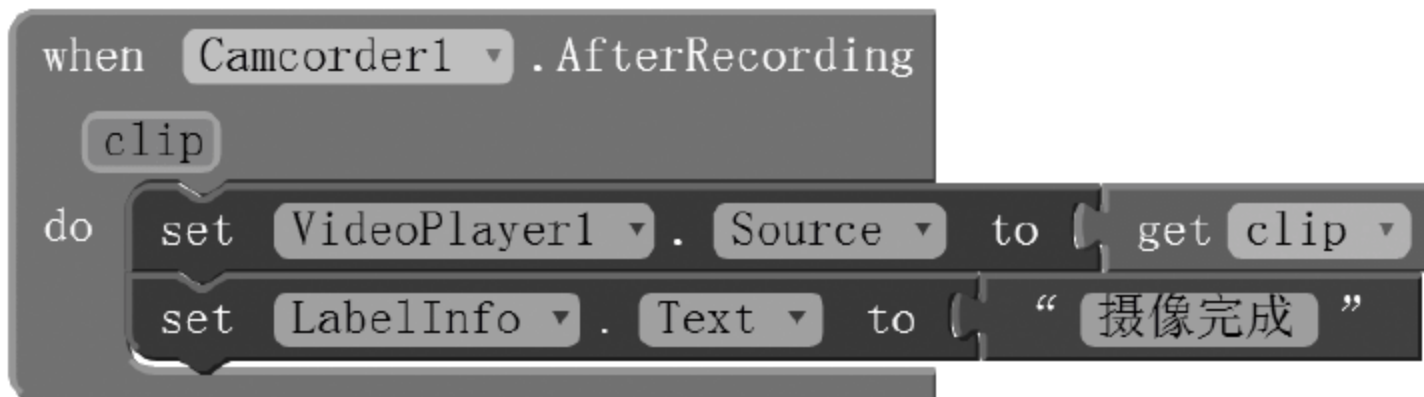 when Camcorder1 .AfterRecording
clip
do set VideoPlayer1 . Source to get clip
set LabelInfo . Text to “ 摄像完成 ”